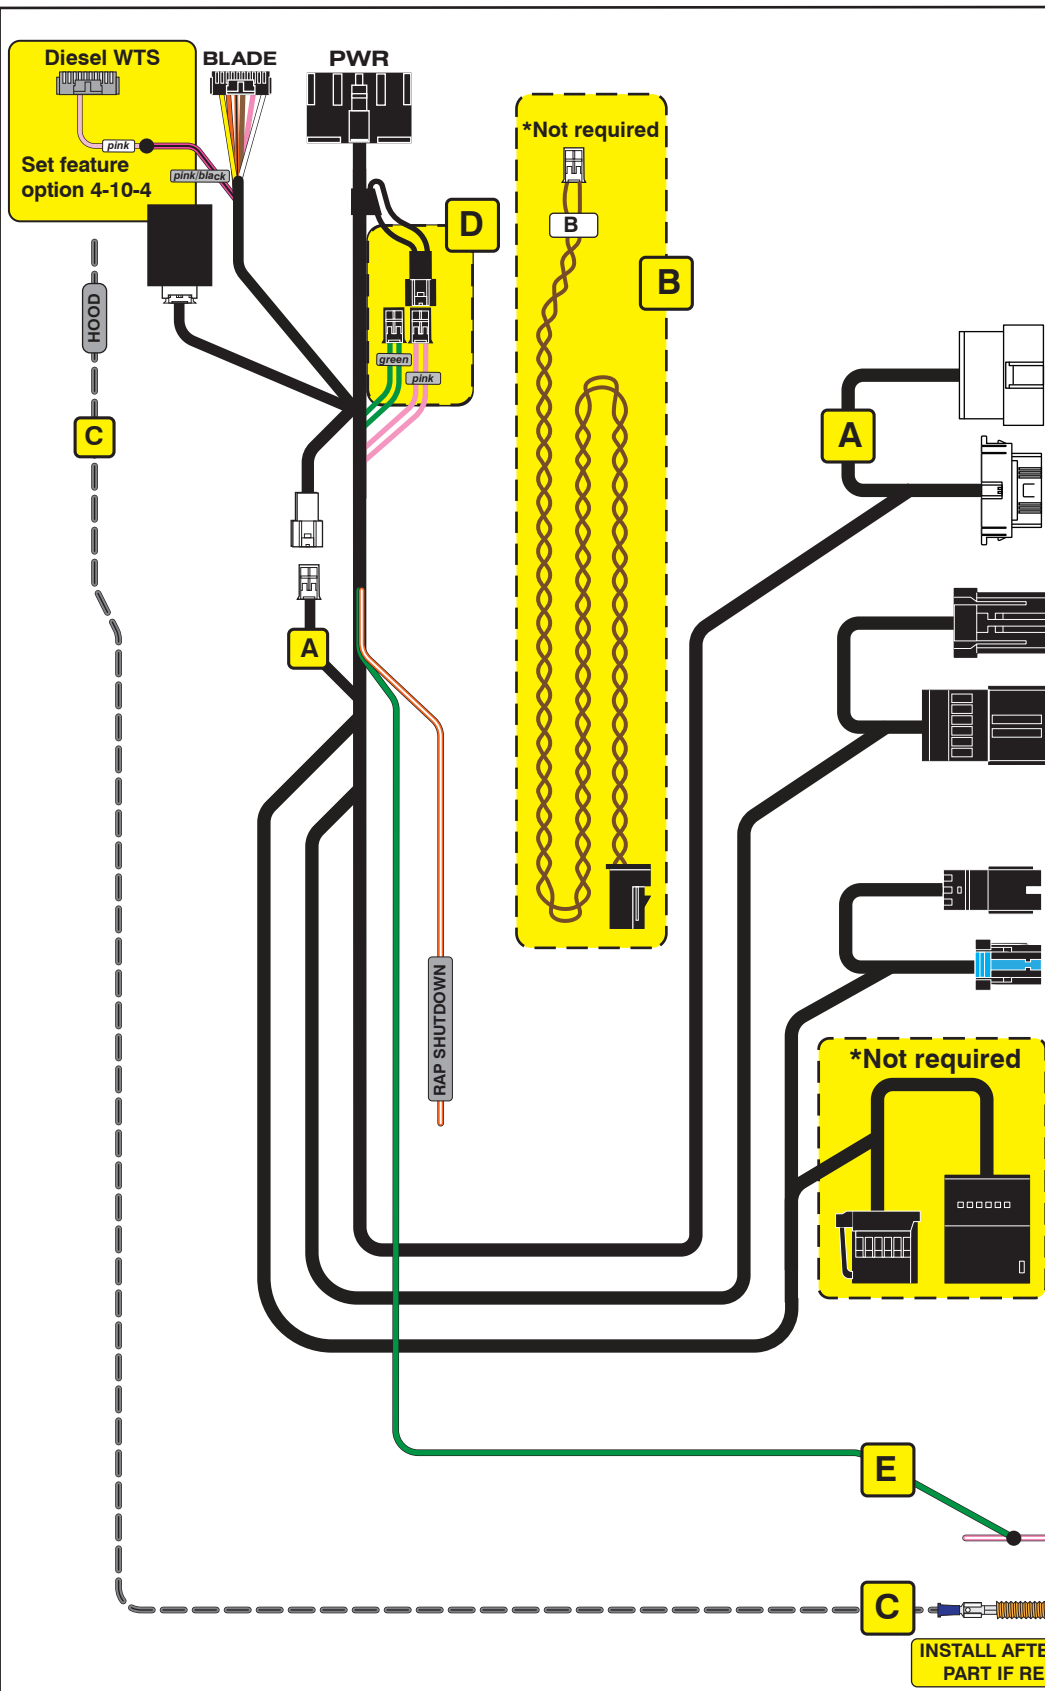 Diesel WTS
BLADE
PWR
pink
Set feature
option 4-10-4
pink/black
*Not required
B
D
B
HOOD
green
pink
C
A
A
RAP SHUTDOWN
*Not required
E
C
INSTALL AFTE
PART IF RE